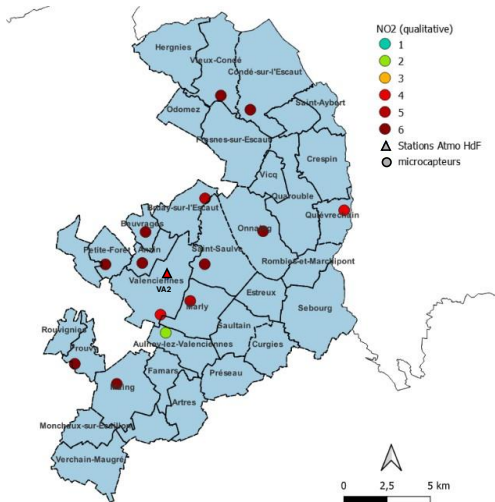 NO2 (qualitative)
1
2
3
4
5
6
Stations Atmo HdF
microcapteurs
Hergnies
Vieux-Condé
Condé-sur-l'Escaut
Odomez
Saint-Aybert
Fresnes-sur-Escaut
Crespin
Vicq
Quarouble
Bruay-sur-l'Escaut
Quiévrechain
Beuvrages
Onnaing
Petite-Forêt
Anzin
Saint-Saulve
Rombies-et-Marchipont
Valenciennes
VA2
Estreux
Marly
Sebourg
Rouvignies
Saultain
Prouvy
Aulnoy-lez-Valenciennes
Curgies
Famars
Préseau
Maing
Artres
Monchaux-sur-Écaillon
Verchain-Maugré
0 2,5 5 km